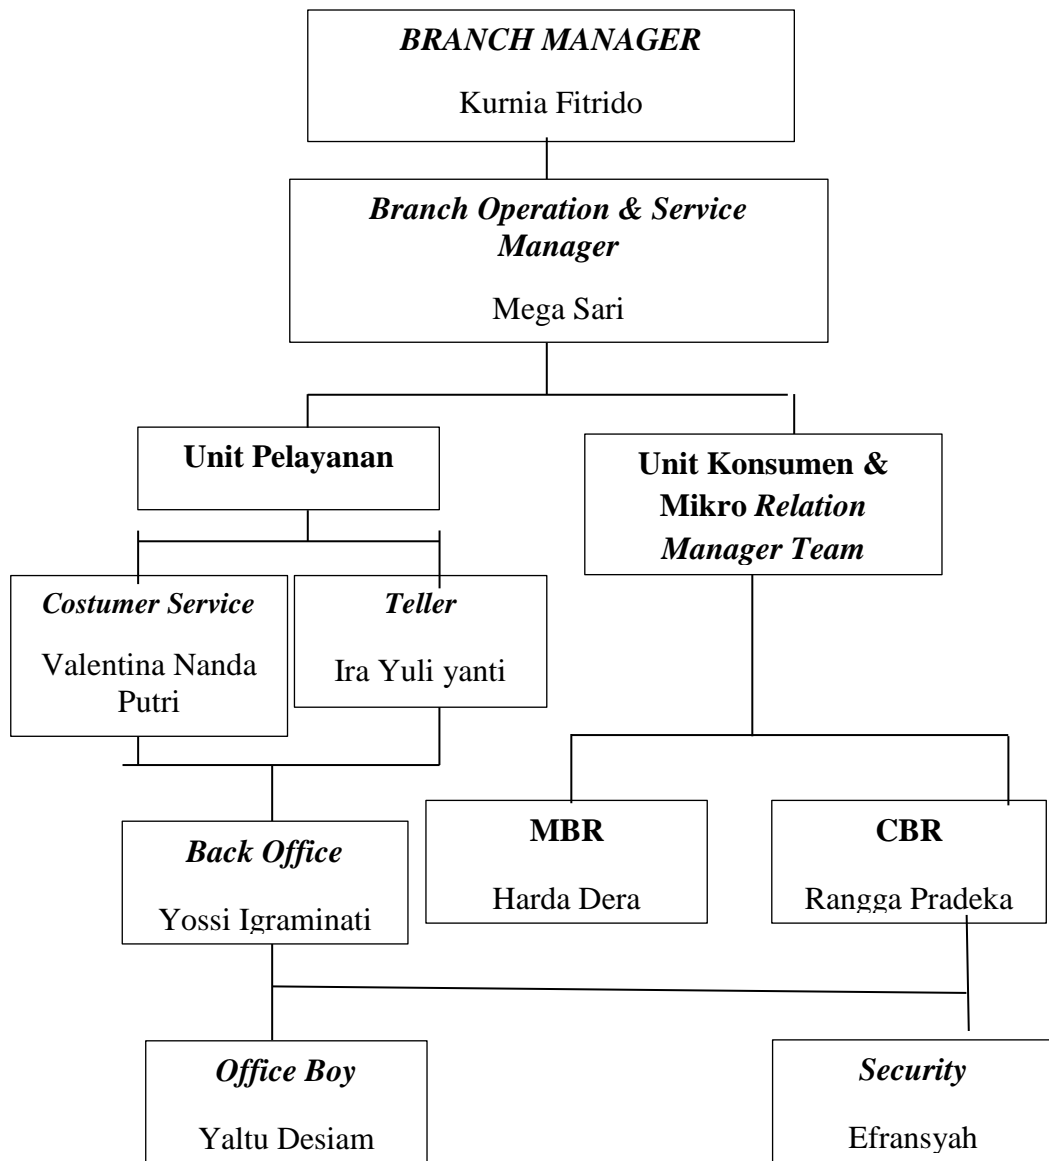 BRANCH MANAGER
Kurnia Fitrido
Branch Operation & Service
Manager
Mega Sari
Unit Pelayanan
Unit Konsumen &
Mikro Relation
Manager Team
Costumer Service
Valentina Nanda
Putri
Teller
Ira Yuli yanti
Back Office
Yossi Igraminati
MBR
Harda Dera
CBR
Rangga Pradeka
Office Boy
Yaltu Desiam
Security
Efransyah